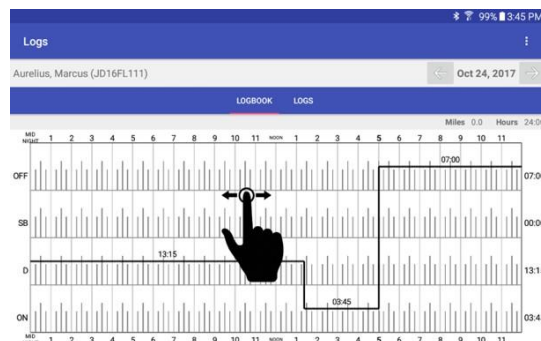 99% 3:45 PM
Logs
Aurelius, Marcus (JD16FL111)
Oct 24, 2017
LOGBOOK LOGS
Miles 0.0 Hours 24:00
MID NIGHT 1 2 3 4 5 6 7 8 9 10 11 NOON 1 2 3 4 5 6 7 8 9 10 11
07:00
OFF 07:0
SB 00:0
13:15
D 13:1
03:45
ON 03:4
MID 1 2 3 4 5 6 7 8 9 10 11 NOON 1 2 3 4 5 6 7 8 9 10 11